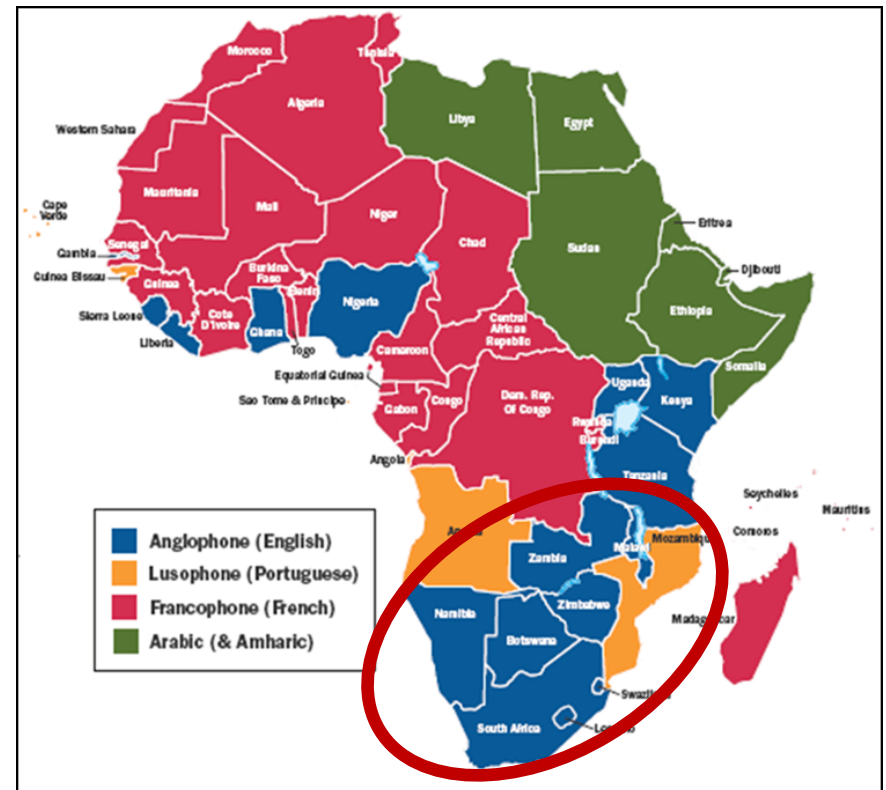 Morocco
Tunisia
Algeria
Libya
Egypt
Western Sahara
Mauritania
Mali
Niger
Chad
Sudan
Eritrea
Cape
Verde
Senegal
Gambia
Guinea Bissau
Guinea
Burkina
Faso
Benin
Nigeria
Djibouti
Ethiopia
Sierra Leone
Cote
D'Ivoire
Ghana
Liberia
Togo
Cameroon
Central
African
Republic
Somalia
Equatorial Guinea
Sao Tome & Principe
Gabon
Congo
Dem. Rep.
Of Congo
Uganda
Kenya
Rwanda
Burundi
Angola
Tanzania
Seychelles
Mauritius
Comoros
Angola
Zambia
Malawi
Mozambique
Madagascar
Namibia
Zimbabwe
Botswana
Swaziland
South Africa
Lesotho
Anglophone (English)
Lusophone (Portuguese)
Francophone (French)
Arabic (& Amharic)